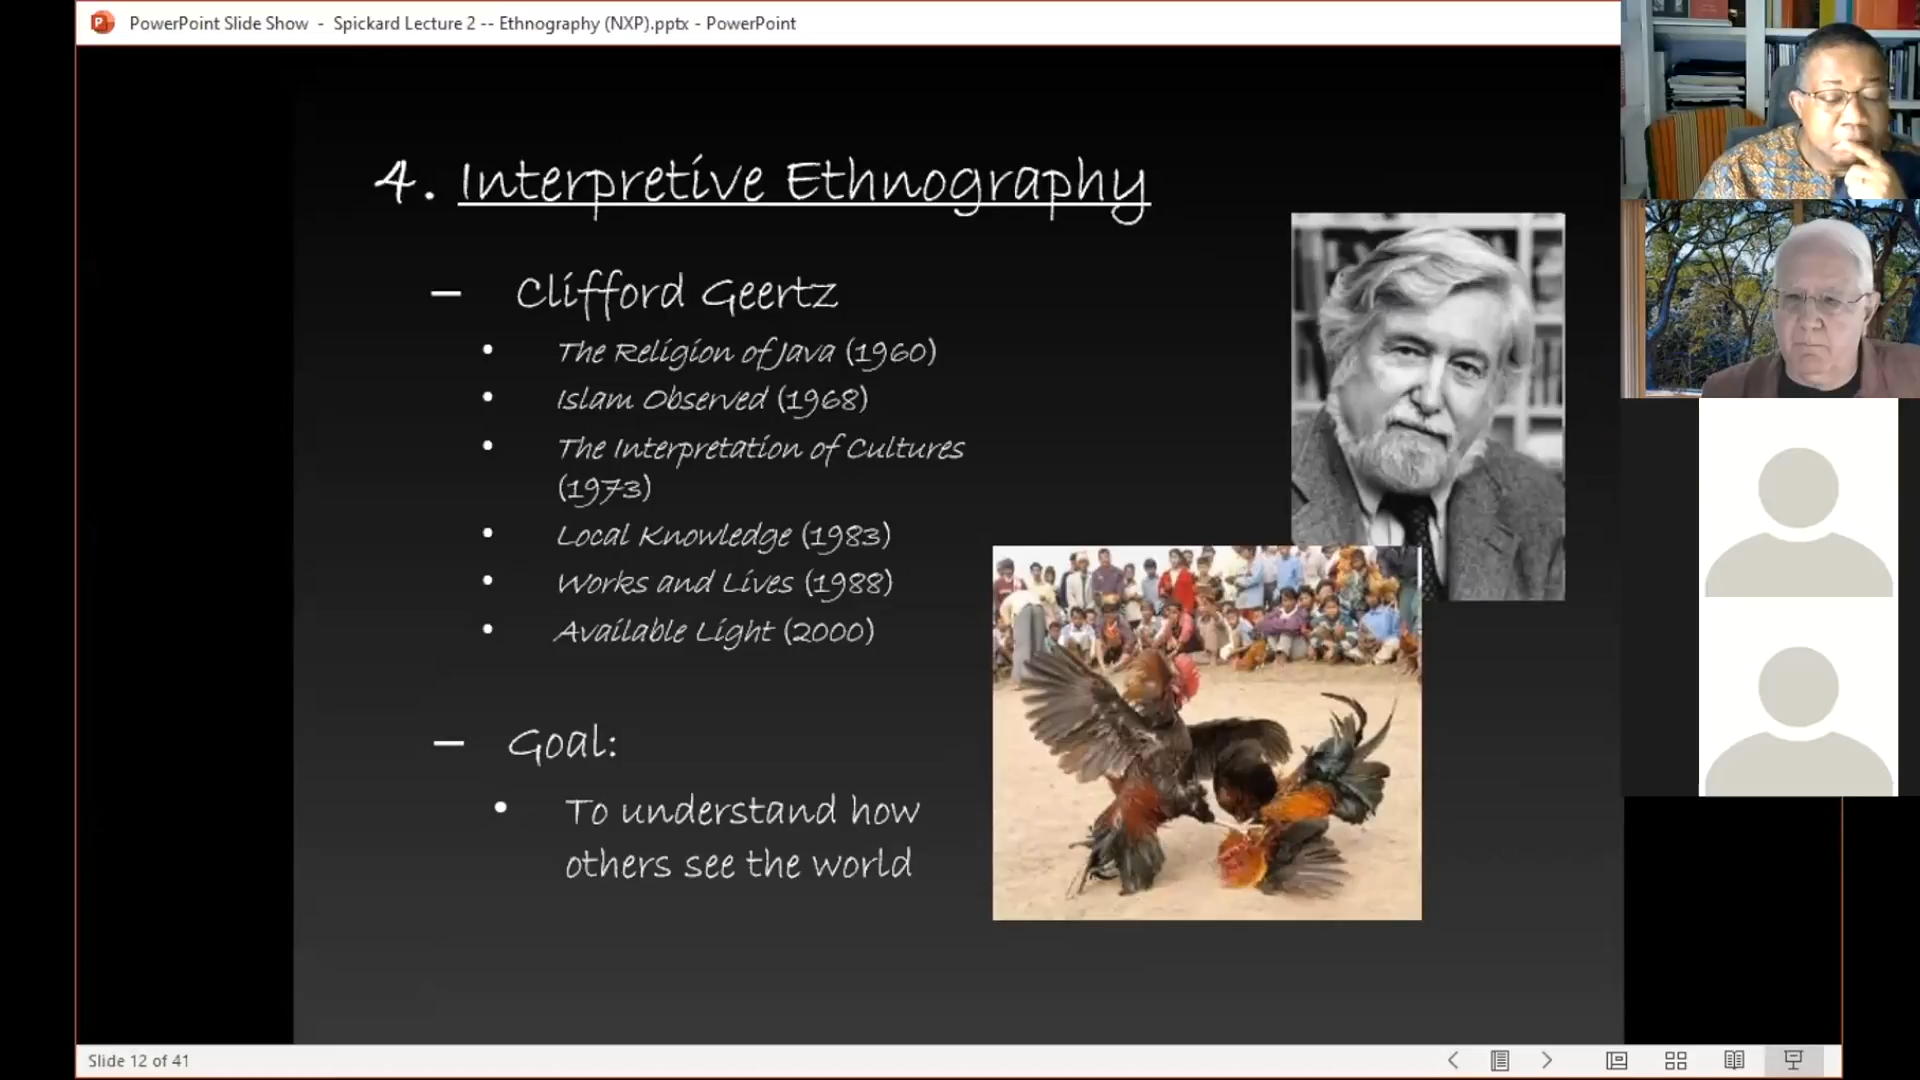 PowerPoint Slide Show - Spickard Lecture 2 -- Ethnography (NXP).pptx - PowerPoint
4. Interpretive Ethnography
– Clifford Geertz
• The Religion of Java (1960)
• Islam Observed (1968)
• The Interpretation of Cultures
(1973)
• Local Knowledge (1983)
• Works and Lives (1988)
• Available Light (2000)
– Goal:
• To understand how
others see the world
Slide 12 of 41